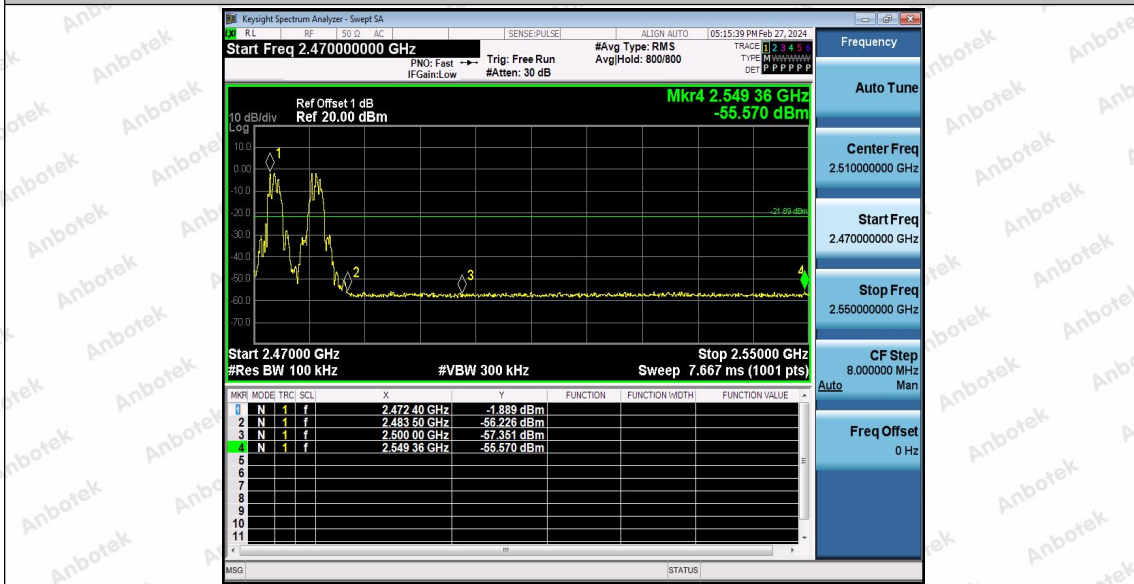 Keysight Spectrum Analyzer - Swept SA
LXI RL RF 50 Ω AC SENSE:PULSE ALIGN AUTO 05:15:39 PM Feb 27, 2024
Start Freq 2.470000000 GHz
PNO: Fast
IFGain:Low
Trig: Free Run
#Atten: 30 dB
#Avg Type: RMS
Avg|Hold: 800/800
TRACE 1 2 3 4 5 6
TYPE M WWWWW
DET P P P P P P
Ref Offset 1 dB
10 dB/div Ref 20.00 dBm
Log
Mkr4 2.549 36 GHz
-55.570 dBm
10.0
0.00
-10.0
-20.0
-30.0
-40.0
-50.0
-60.0
-70.0
1
2
3
4
-21.89 dBm
Start 2.47000 GHz Stop 2.55000 GHz
#Res BW 100 kHz #VBW 300 kHz Sweep 7.667 ms (1001 pts)
MKR MODE TRC SCL X Y FUNCTION FUNCTION WIDTH FUNCTION VALUE
1 N 1 f 2.472 40 GHz -1.889 dBm
2 N 1 f 2.483 50 GHz -56.226 dBm
3 N 1 f 2.500 00 GHz -57.351 dBm
4 N 1 f 2.549 36 GHz -55.570 dBm
5
6
7
8
9
10
11
MSG STATUS
Frequency
Auto Tune
Center Freq
2.510000000 GHz
Start Freq
2.470000000 GHz
Stop Freq
2.550000000 GHz
CF Step
8.000000 MHz
Auto Man
Freq Offset
0 Hz
Anbotek